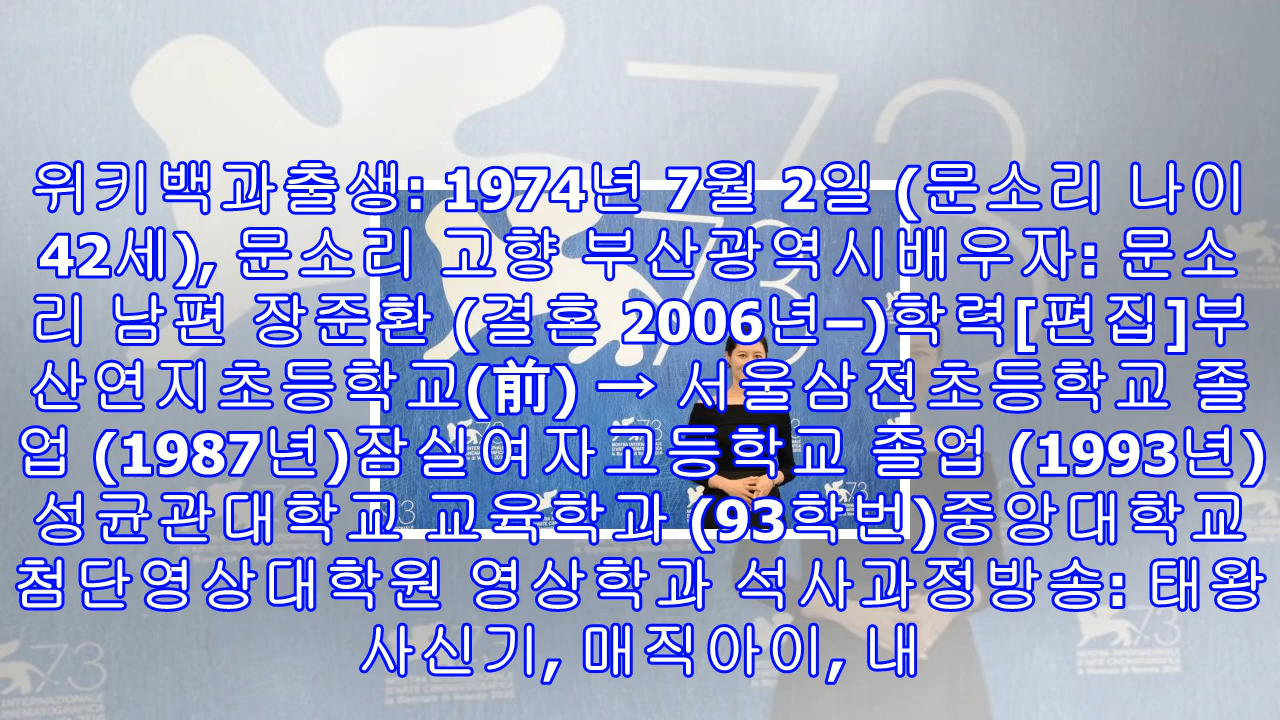 위키백과출생: 1974년 7월 2일 (문소리 나이
42세), 문소리 고향 부산광역시배우자: 문소
리 남편 장준환 (결혼 2006년–)학력[편집]부
산연지초등학교(前) → 서울삼전초등학교 졸
업 (1987년)잠실여자고등학교 졸업 (1993년)
성균관대학교 교육학과 (93학번)중앙대학교
첨단영상대학원 영상학과 석사과정방송: 태왕
사신기, 매직아이, 내
73
73
73
73
73
73